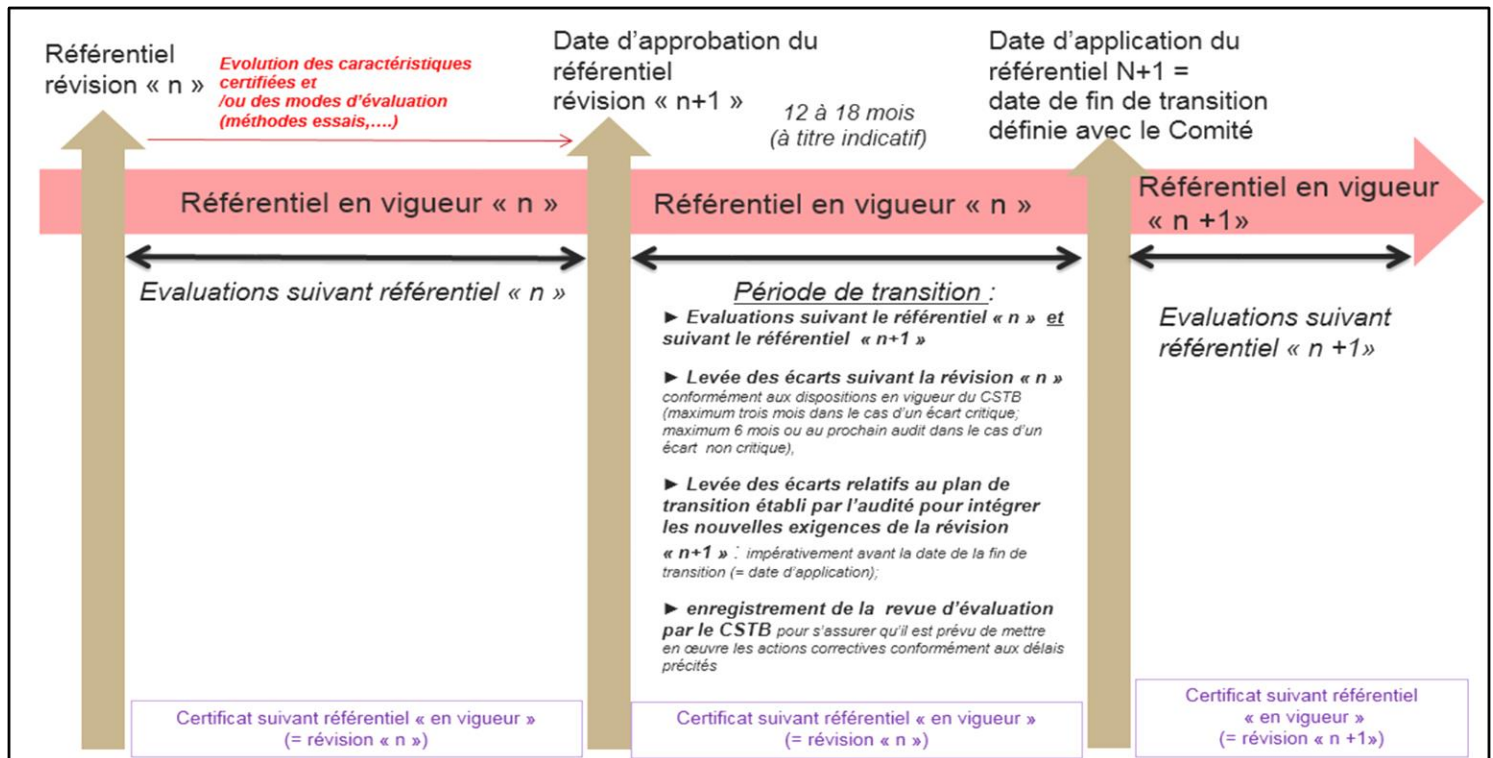 Référentiel
révision « n »
Evolution des caractéristiques
certifiées et
/ou des modes d'évaluation
(méthodes essais,....)
Date d'approbation du
référentiel
révision « n+1 »
12 à 18 mois
(à titre indicatif)
Date d'application du
référentiel N+1 =
date de fin de transition
définie avec le Comité
Référentiel en vigueur « n »
Référentiel en vigueur « n »
Référentiel en vigueur
« n +1»
Evaluations suivant référentiel « n »
Période de transition :
► Evaluations suivant le référentiel « n » et
suivant le référentiel « n+1 »
► Levée des écarts suivant la révision « n »
conformément aux dispositions en vigueur du CSTB
(maximum trois mois dans le cas d'un écart critique;
maximum 6 mois ou au prochain audit dans le cas d'un
écart non critique),
► Levée des écarts relatifs au plan de
transition établi par l'audité pour intégrer
les nouvelles exigences de la révision
« n+1 » : impérativement avant la date de la fin de
transition (= date d'application);
► enregistrement de la revue d'évaluation
par le CSTB pour s'assurer qu'il est prévu de mettre
en œuvre les actions correctives conformément aux délais
précités
Evaluations suivant
référentiel « n +1»
Certificat suivant référentiel « en vigueur »
(= révision « n »)
Certificat suivant référentiel « en vigueur »
(= révision « n »)
Certificat suivant référentiel
« en vigueur »
(= révision « n +1»)